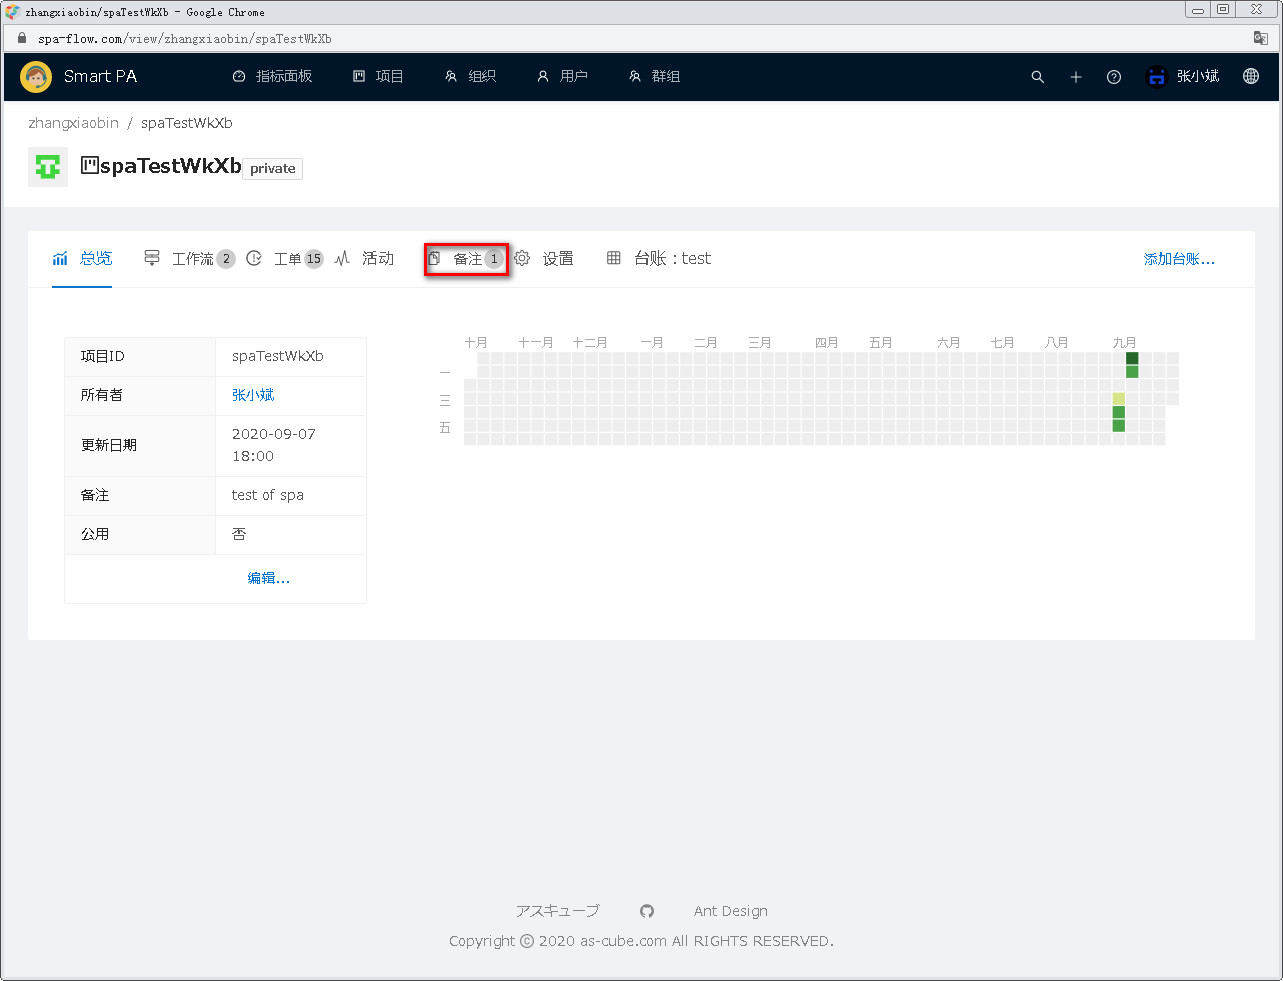 zhangxiaobin/spaTestWkXb - Google Chrome
spa-flow.com/view/zhangxiaobin/spaTestWkXb
Smart PA 指标面板 项目 组织 用户 群组 张小斌
zhangxiaobin / spaTestWkXb
spaTestWkXb private
总览 工作流 2 工单 15 活动 备注 1 设置 台账：test 添加台账...
十月 十一月 十二月 一月 二月 三月 四月 五月 六月 七月 八月 九月
一
三
五
项目ID spaTestWkXb
所有者 张小斌
更新日期 2020-09-07
18:00
备注 test of spa
公用 否
编辑...
アスキューブ Ant Design
Copyright © 2020 as-cube.com All RIGHTS RESERVED.